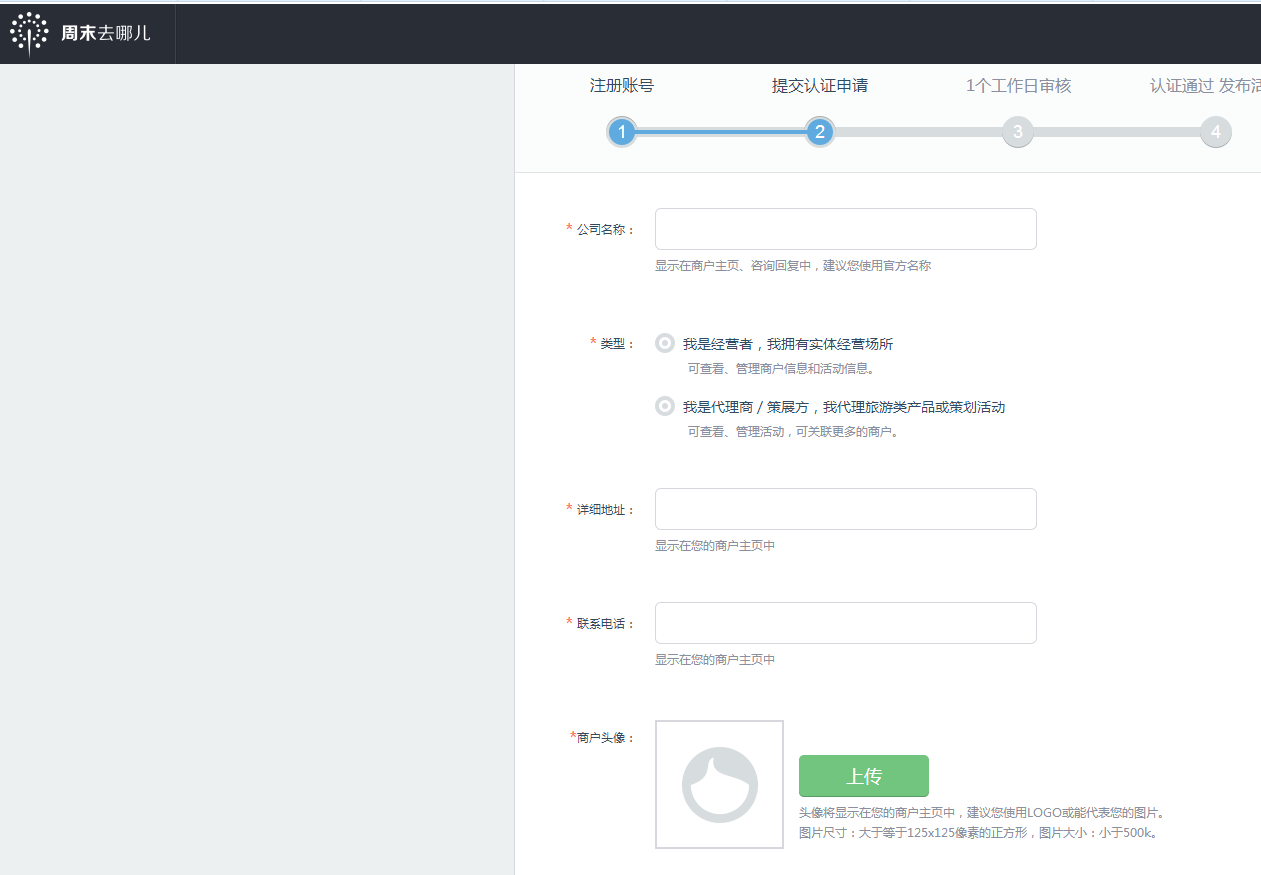 周末去哪儿
注册账号 提交认证申请 1个工作日审核 认证通过 发布活
1 2 3 4
* 公司名称：
显示在商户主页、咨询回复中，建议您使用官方名称
* 类型： 我是经营者，我拥有实体经营场所
可查看、管理商户信息和活动信息。
我是代理商 / 策展方，我代理旅游类产品或策划活动
可查看、管理活动，可关联更多的商户。
* 详细地址：
显示在您的商户主页中
* 联系电话：
显示在您的商户主页中
*商户头像：
上传
头像将显示在您的商户主页中，建议您使用LOGO或能代表您的图片。
图片尺寸：大于等于125x125像素的正方形，图片大小：小于500k。